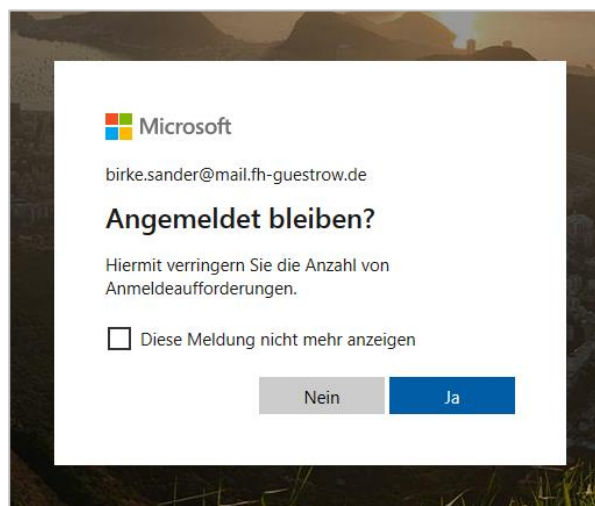 Microsoft
birke.sander@mail.fh-guestrow.de
Angemeldet bleiben?
Hiermit verringern Sie die Anzahl von
Anmeldeaufforderungen.
Diese Meldung nicht mehr anzeigen
Nein Ja